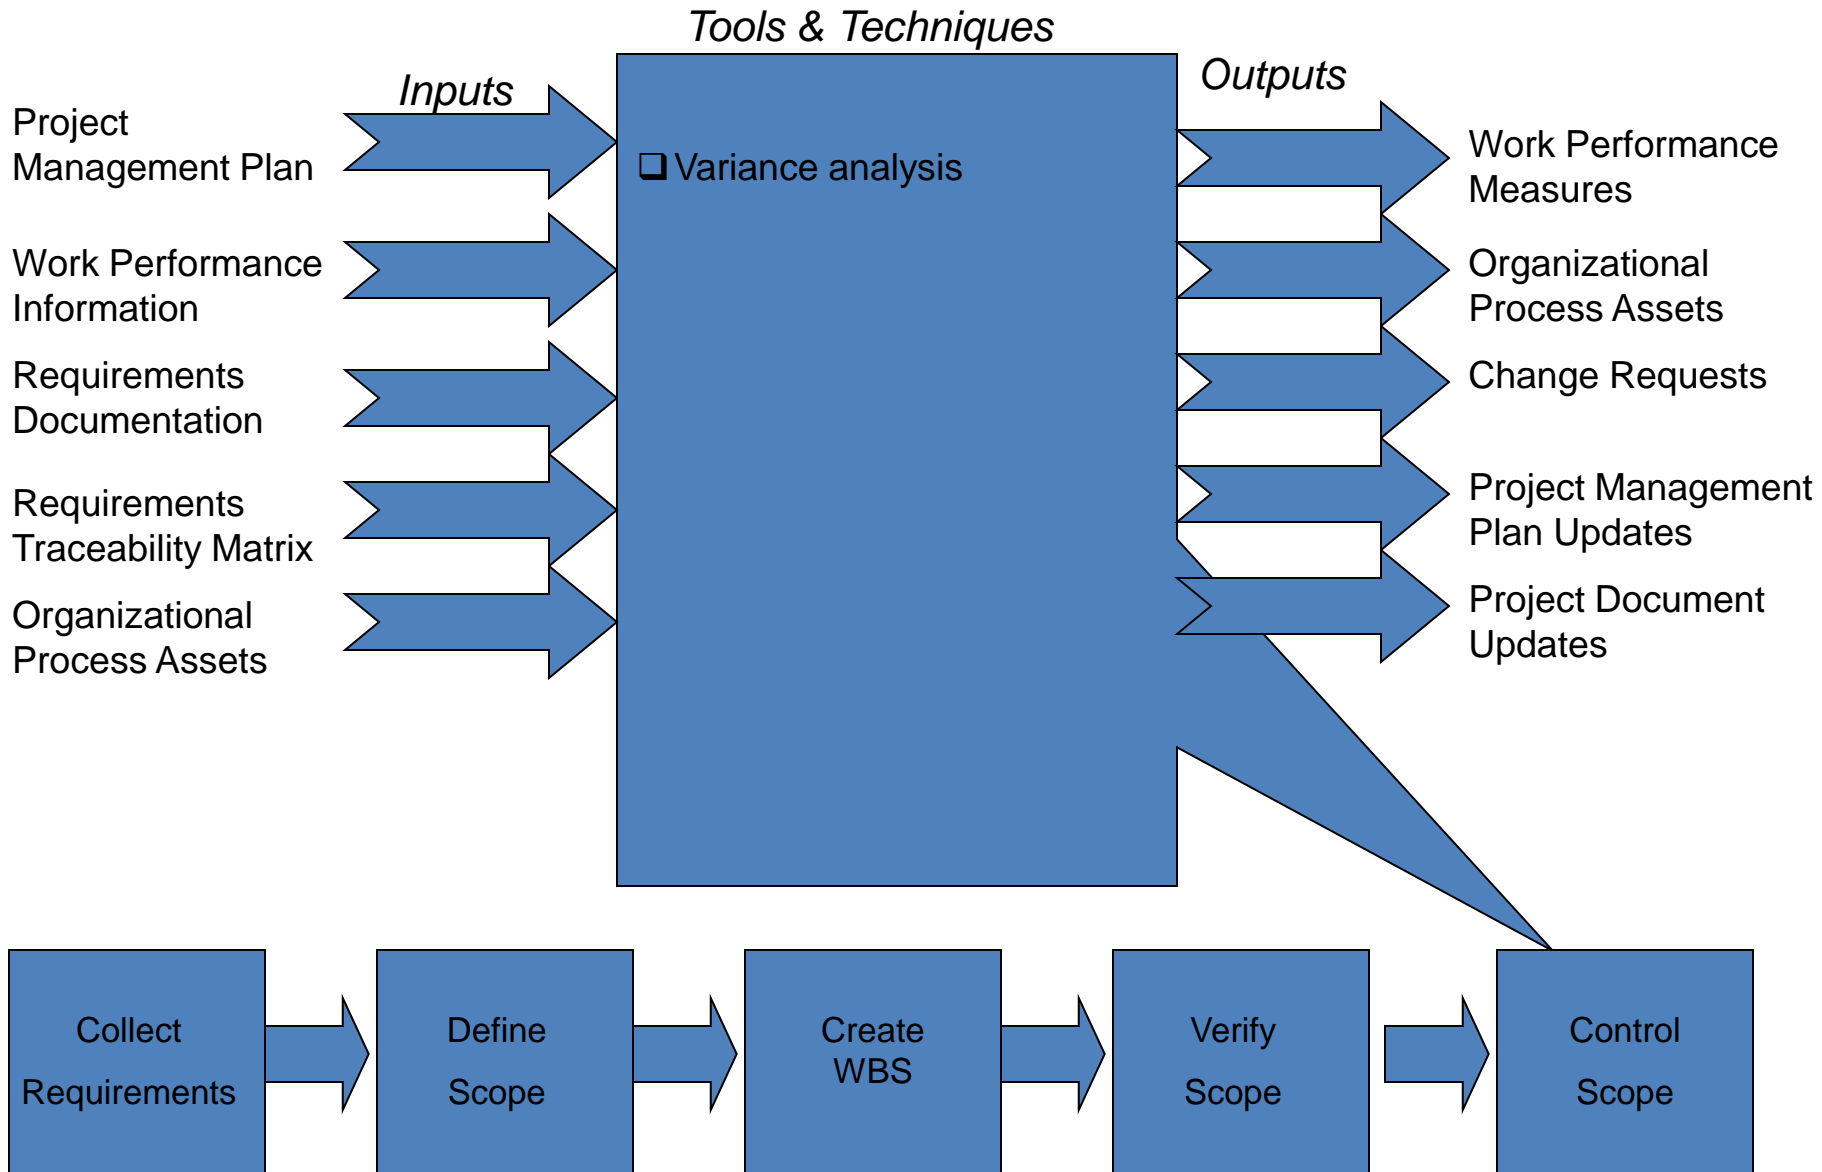 Tools & Techniques
Inputs
Outputs
Project
Management Plan
Work Performance
Information
Requirements
Documentation
Requirements
Traceability Matrix
Organizational
Process Assets
❑ Variance analysis
Work Performance
Measures
Organizational
Process Assets
Change Requests
Project Management
Plan Updates
Project Document
Updates
Collect
Requirements
Define
Scope
Create
WBS
Verify
Scope
Control
Scope